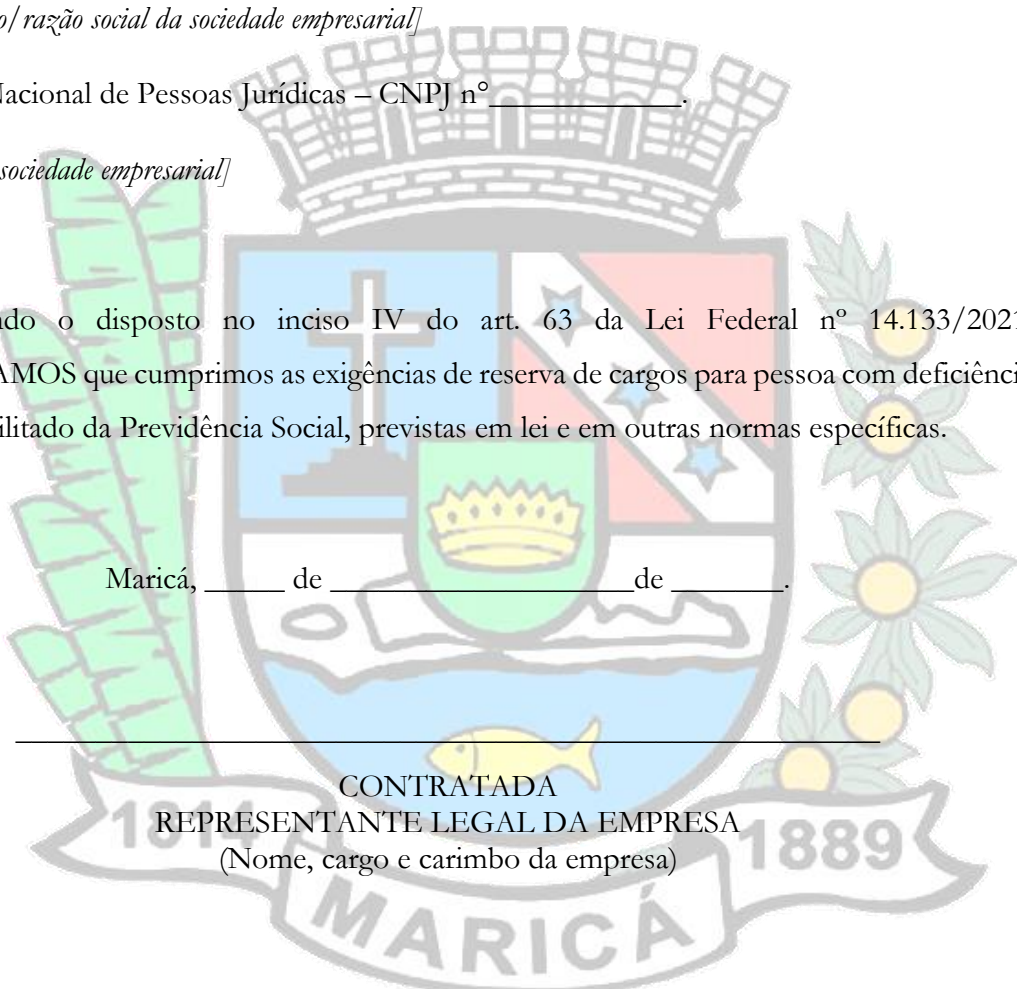 o/razão social da sociedade empresarial]
Nacional de Pessoas Jurídicas – CNPJ n°____________.
sociedade empresarial]
ndo o disposto no inciso IV do art. 63 da Lei Federal nº 14.133/2021
AMOS que cumprimos as exigências de reserva de cargos para pessoa com deficiênci
ilitado da Previdência Social, previstas em lei e em outras normas específicas.
Maricá, _____ de ___________________de _______.
CONTRATADA
REPRESENTANTE LEGAL DA EMPRESA
(Nome, cargo e carimbo da empresa)
1814
1889
MARICÁ